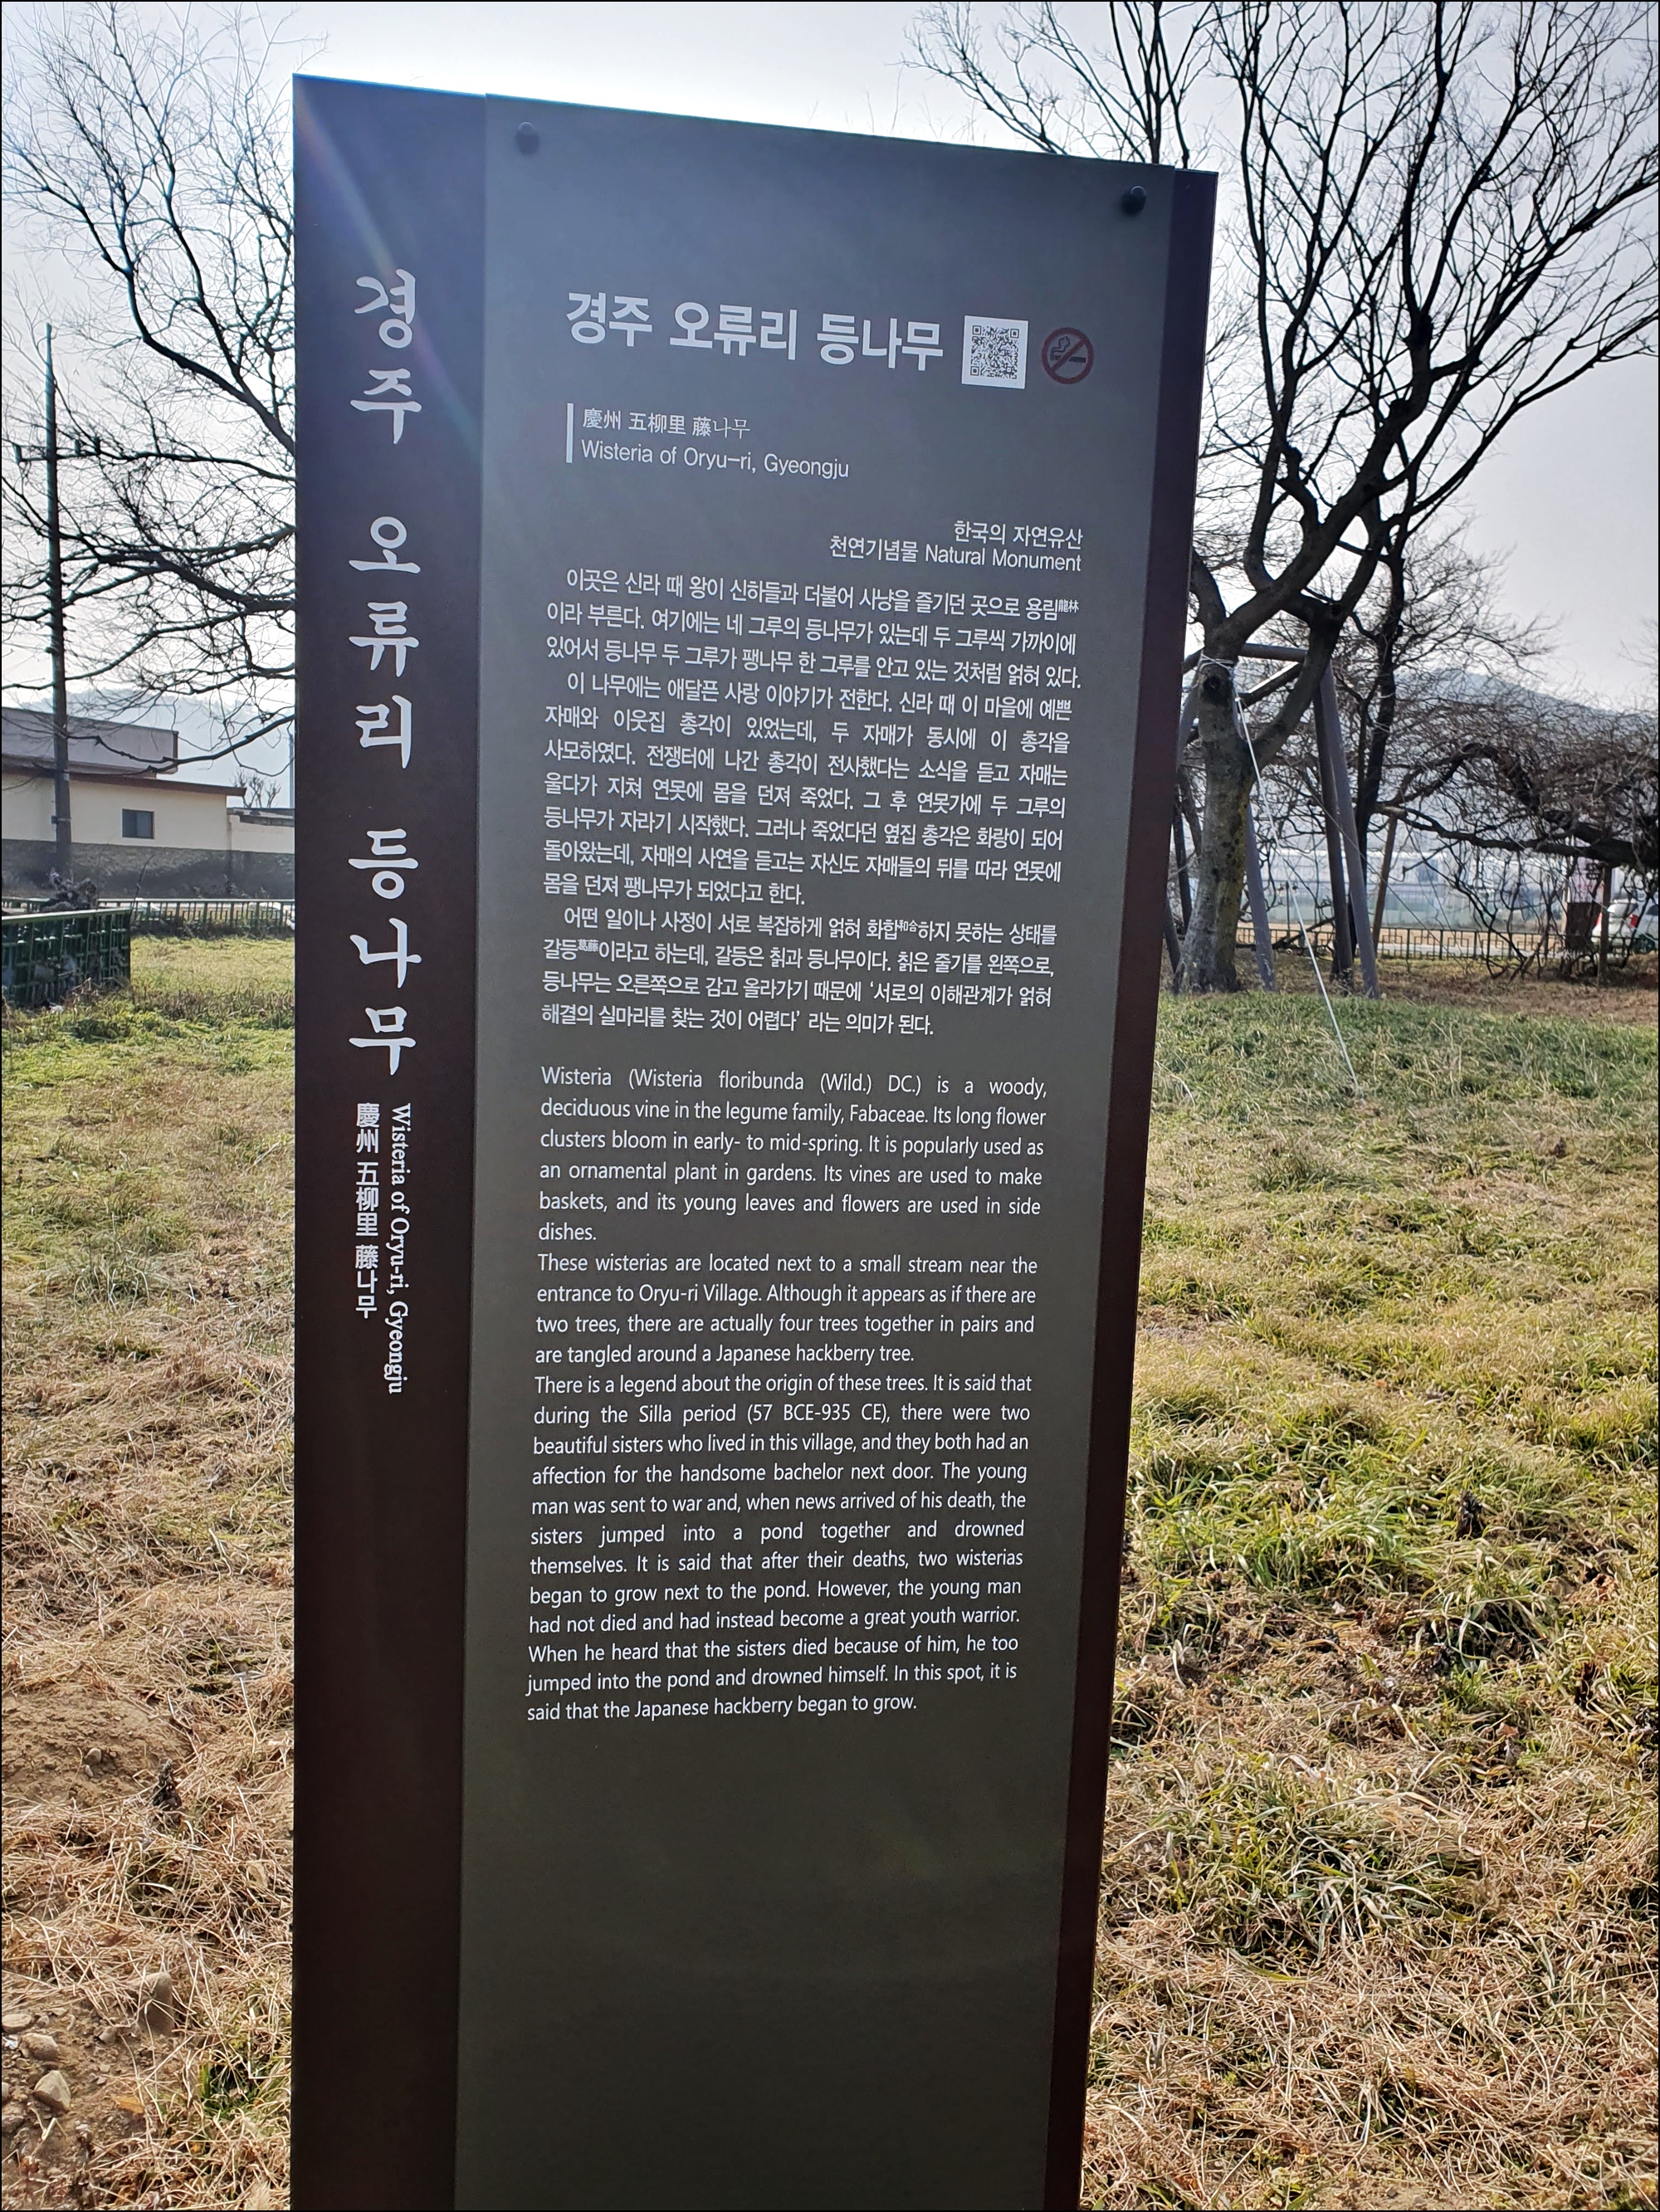 경주 오류리 등나무
Wisteria of Oryu-ri, Gyeongju
慶州 五柳里 藤나무
경주 오류리 등나무
慶州 五柳里 藤나무
Wisteria of Oryu-ri, Gyeongju
한국의 자연유산
천연기념물 Natural Monument
이곳은 신라 때 왕이 신하들과 더불어 사냥을 즐기던 곳으로 용림龍林
이라 부른다. 여기에는 네 그루의 등나무가 있는데 두 그루씩 가까이에
있어서 등나무 두 그루가 팽나무 한 그루를 안고 있는 것처럼 얽혀 있다.
이 나무에는 애달픈 사랑 이야기가 전한다. 신라 때 이 마을에 예쁜
자매와 이웃집 총각이 있었는데, 두 자매가 동시에 이 총각을
사모하였다. 전쟁터에 나간 총각이 전사했다는 소식을 듣고 자매는
울다가 지쳐 연못에 몸을 던져 죽었다. 그 후 연못가에 두 그루의
등나무가 자라기 시작했다. 그러나 죽었다던 옆집 총각은 화랑이 되어
돌아왔는데, 자매의 사연을 듣고는 자신도 자매들의 뒤를 따라 연못에
몸을 던져 팽나무가 되었다고 한다.
어떤 일이나 사정이 서로 복잡하게 얽혀 화합和合하지 못하는 상태를
갈등葛藤이라고 하는데, 갈등은 칡과 등나무이다. 칡은 줄기를 왼쪽으로,
등나무는 오른쪽으로 감고 올라가기 때문에 '서로의 이해관계가 얽혀
해결의 실마리를 찾는 것이 어렵다' 라는 의미가 된다.
Wisteria (Wisteria floribunda (Wild.) DC.) is a woody,
deciduous vine in the legume family, Fabaceae. Its long flower
clusters bloom in early- to mid-spring. It is popularly used as
an ornamental plant in gardens. Its vines are used to make
baskets, and its young leaves and flowers are used in side
dishes.
These wisterias are located next to a small stream near the
entrance to Oryu-ri Village. Although it appears as if there are
two trees, there are actually four trees together in pairs and
are tangled around a Japanese hackberry tree.
There is a legend about the origin of these trees. It is said that
during the Silla period (57 BCE-935 CE), there were two
beautiful sisters who lived in this village, and they both had an
affection for the handsome bachelor next door. The young
man was sent to war and, when news arrived of his death, the
sisters jumped into a pond together and drowned
themselves. It is said that after their deaths, two wisterias
began to grow next to the pond. However, the young man
had not died and had instead become a great youth warrior.
When he heard that the sisters died because of him, he too
jumped into the pond and drowned himself. In this spot, it is
said that the Japanese hackberry began to grow.